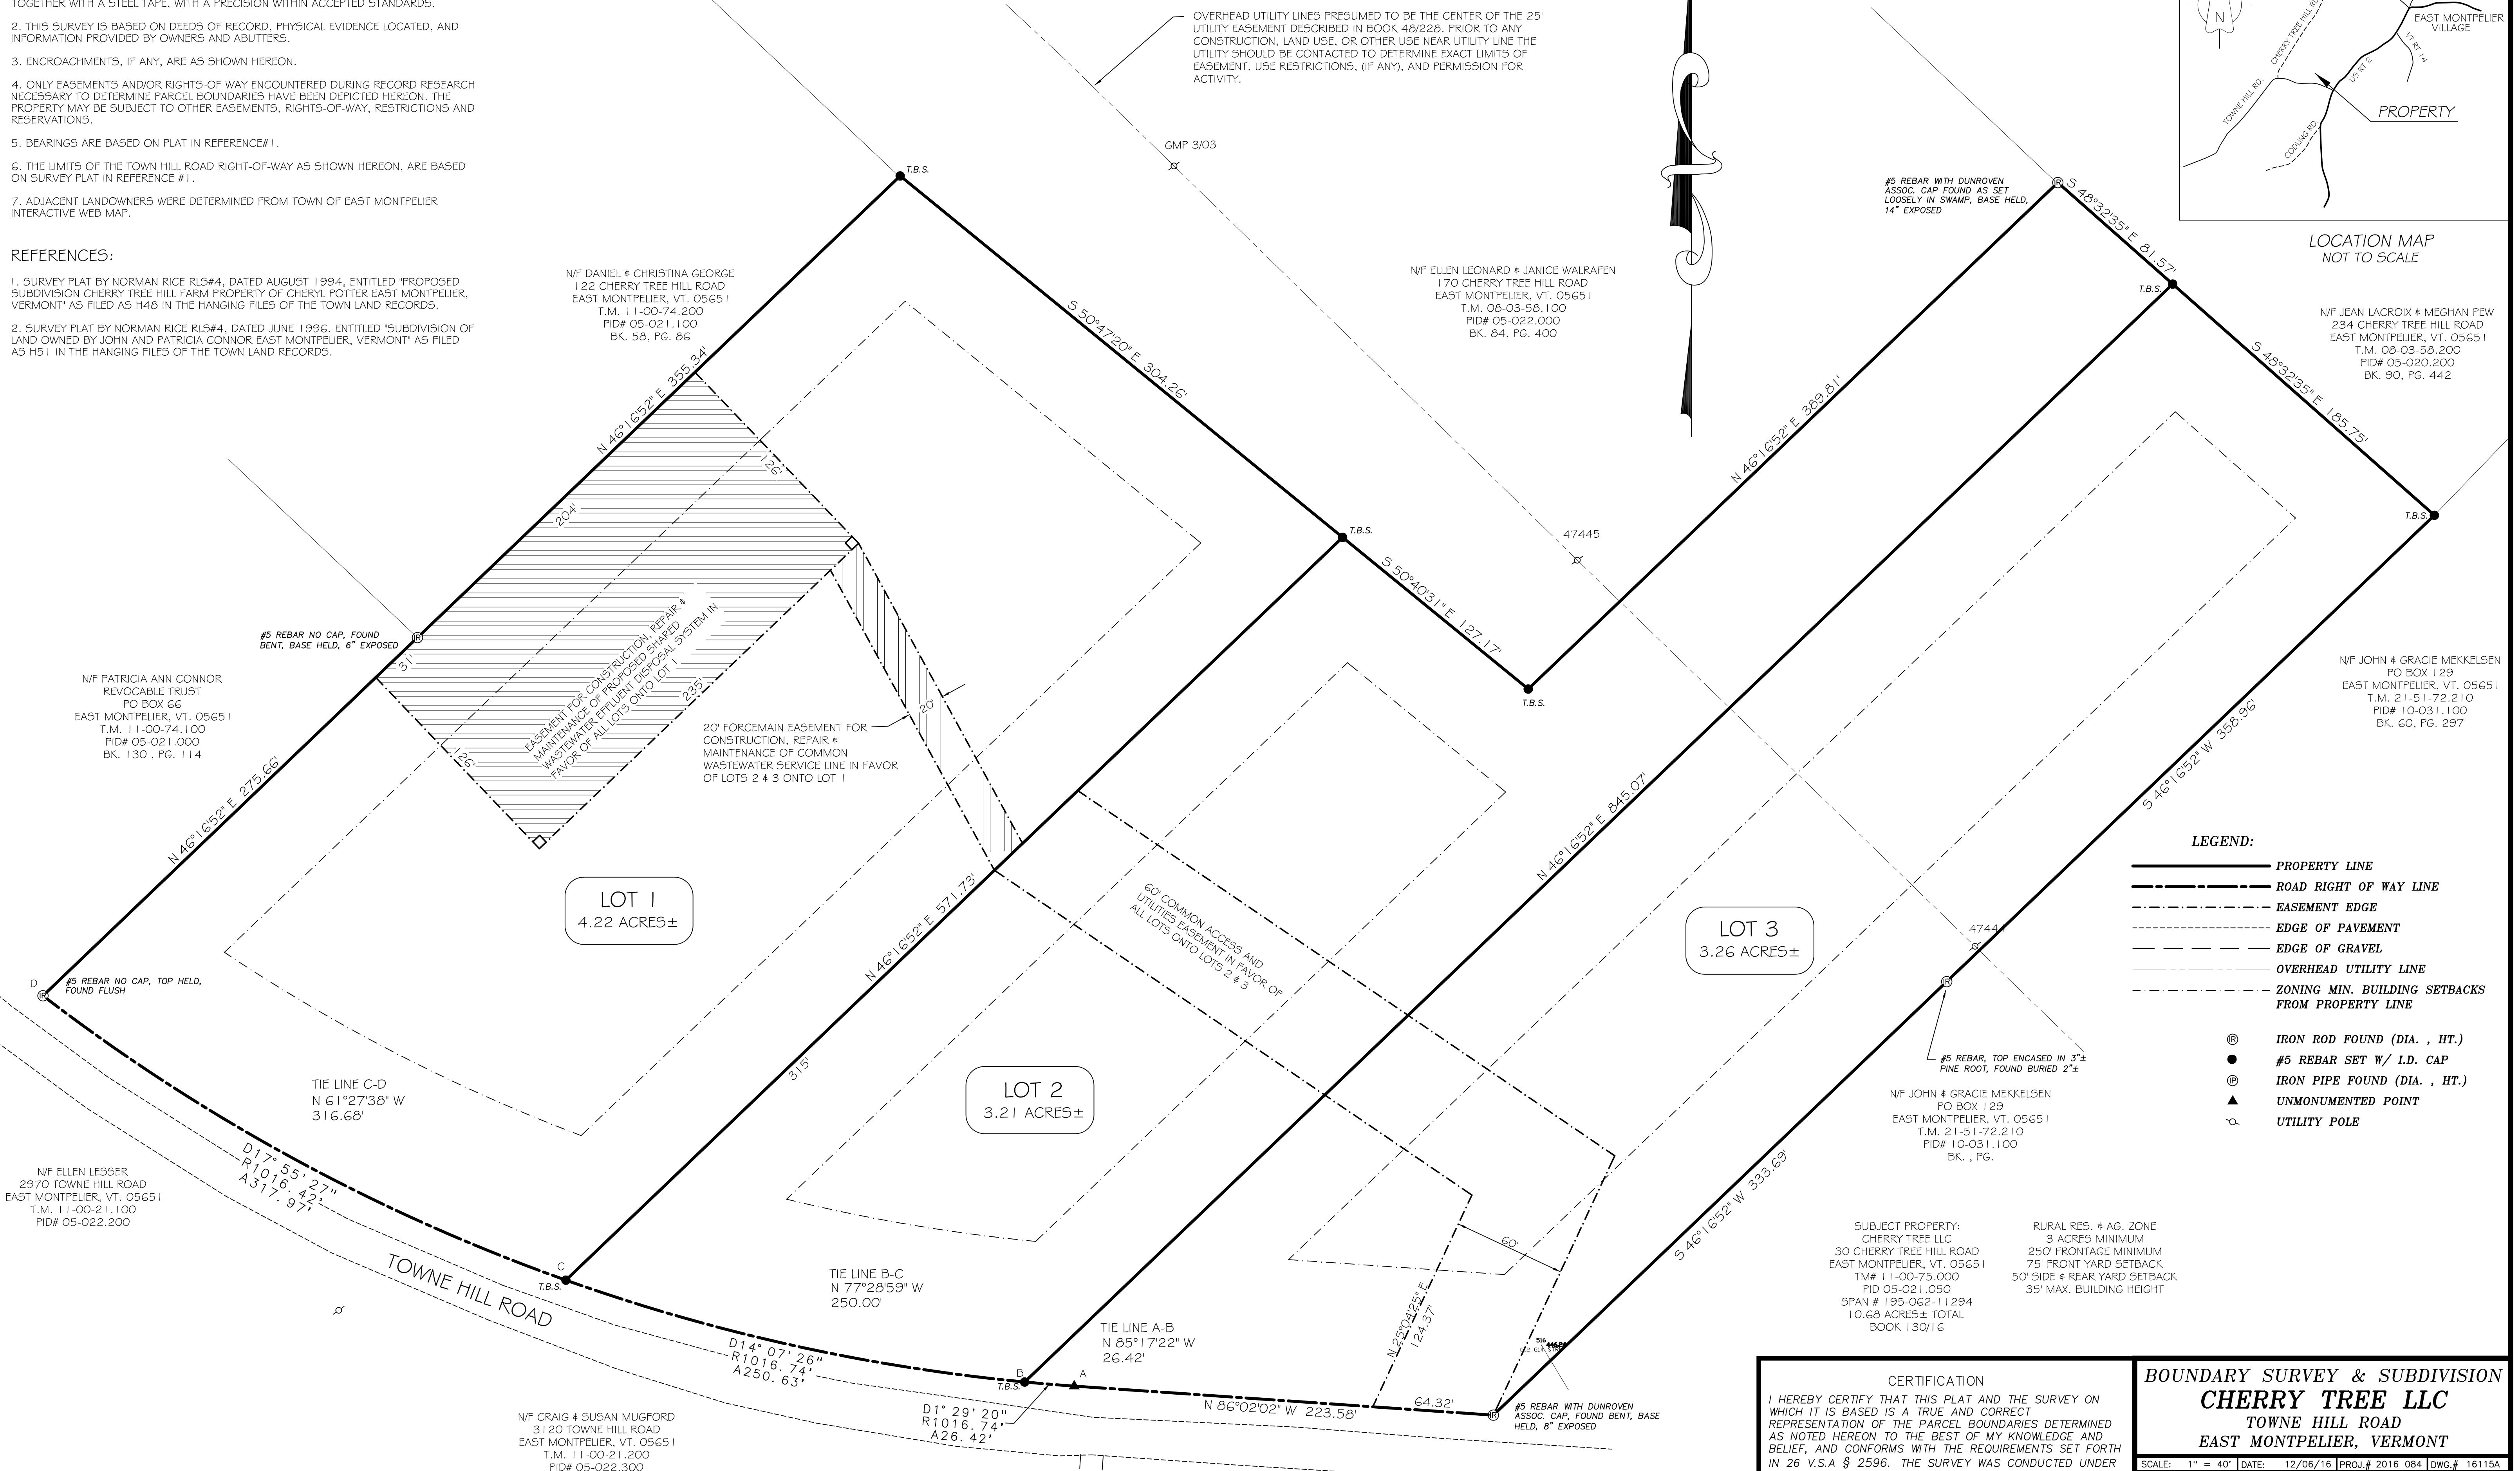 TOGETHER WITH A STEEL TAPE, WITH A PRECISION WITHIN ACCEPTED STANDARDS.
2. THIS SURVEY IS BASED ON DEEDS OF RECORD, PHYSICAL EVIDENCE LOCATED, AND
INFORMATION PROVIDED BY OWNERS AND ABUTTERS.
3. ENCROACHMENTS, IF ANY, ARE AS SHOWN HEREON.
4. ONLY EASEMENTS AND/OR RIGHTS-OF WAY ENCOUNTERED DURING RECORD RESEARCH
NECESSARY TO DETERMINE PARCEL BOUNDARIES HAVE BEEN DEPICTED HEREON. THE
PROPERTY MAY BE SUBJECT TO OTHER EASEMENTS, RIGHTS-OF-WAY, RESTRICTIONS AND
RESERVATIONS.
5. BEARINGS ARE BASED ON PLAT IN REFERENCE#1.
6. THE LIMITS OF THE TOWN HILL ROAD RIGHT-OF-WAY AS SHOWN HEREON, ARE BASED
ON SURVEY PLAT IN REFERENCE #1.
7. ADJACENT LANDOWNERS WERE DETERMINED FROM TOWN OF EAST MONTPELIER
INTERACTIVE WEB MAP.
REFERENCES:
1. SURVEY PLAT BY NORMAN RICE RLS#4, DATED AUGUST 1994, ENTITLED "PROPOSED
SUBDIVISION CHERRY TREE HILL FARM PROPERTY OF CHERYL POTTER EAST MONTPELIER,
VERMONT" AS FILED AS H48 IN THE HANGING FILES OF THE TOWN LAND RECORDS.
2. SURVEY PLAT BY NORMAN RICE RLS#4, DATED JUNE 1996, ENTITLED "SUBDIVISION OF
LAND OWNED BY JOHN AND PATRICIA CONNOR EAST MONTPELIER, VERMONT" AS FILED
AS H51 IN THE HANGING FILES OF THE TOWN LAND RECORDS.
OVERHEAD UTILITY LINES PRESUMED TO BE THE CENTER OF THE 25'
UTILITY EASEMENT DESCRIBED IN BOOK 48/228. PRIOR TO ANY
CONSTRUCTION, LAND USE, OR OTHER USE NEAR UTILITY LINE THE
UTILITY SHOULD BE CONTACTED TO DETERMINE EXACT LIMITS OF
EASEMENT, USE RESTRICTIONS, (IF ANY), AND PERMISSION FOR
ACTIVITY.
GMP 3/03
T.B.S.
N
CHERRY TREE HILL RD.
EAST MONTPELIER
VILLAGE
VT RT 14
US RT 2
TOWNE HILL RD.
CODLING RD.
PROPERTY
LOCATION MAP
NOT TO SCALE
#5 REBAR WITH DUNROVEN
ASSOC. CAP FOUND AS SET
LOOSELY IN SWAMP, BASE HELD,
14" EXPOSED
IR
S 48°32'35" E 81.57'
T.B.S.
N/F DANIEL & CHRISTINA GEORGE
122 CHERRY TREE HILL ROAD
EAST MONTPELIER, VT. 05651
T.M. 11-00-74.200
PID# 05-021.100
BK. 58, PG. 86
N/F ELLEN LEONARD & JANICE WALRAFEN
170 CHERRY TREE HILL ROAD
EAST MONTPELIER, VT. 05651
T.M. 08-03-58.100
PID# 05-022.000
BK. 84, PG. 400
N/F JEAN LACROIX & MEGHAN PEW
234 CHERRY TREE HILL ROAD
EAST MONTPELIER, VT. 05651
T.M. 08-03-58.200
PID# 05-020.200
BK. 90, PG. 442
S 50°47'20" E 304.26'
N 46°16'52" E 355.34'
N 46°16'52" E 389.81'
S 48°32'35" E 185.75'
T.B.S.
126'
204'
T.B.S.
47445
S 50°40'31" E 127.17'
T.B.S.
#5 REBAR NO CAP, FOUND
BENT, BASE HELD, 6" EXPOSED
IR
31'
EASEMENT FOR CONSTRUCTION, REPAIR &
MAINTENANCE OF PROPOSED SHARED
WASTEWATER EFFLUENT DISPOSAL SYSTEM IN
FAVOR OF ALL LOTS ONTO LOT 1
235'
126'
20'
20' FORCEMAIN EASEMENT FOR
CONSTRUCTION, REPAIR &
MAINTENANCE OF COMMON
WASTEWATER SERVICE LINE IN FAVOR
OF LOTS 2 & 3 ONTO LOT 1
N/F PATRICIA ANN CONNOR
REVOCABLE TRUST
PO BOX 66
EAST MONTPELIER, VT. 05651
T.M. 11-00-74.100
PID# 05-021.000
BK. 130 , PG. 114
N/F JOHN & GRACIE MEKKELSEN
PO BOX 129
EAST MONTPELIER, VT. 05651
T.M. 21-51-72.210
PID# 10-031.100
BK. 60, PG. 297
N 46°16'52" E 275.66'
N 46°16'52" E 845.07'
S 46°16'52" W 358.96'
LOT 1
4.22 ACRES±
N 46°16'52" E 571.73'
60' COMMON ACCESS AND
UTILITIES EASEMENT IN FAVOR OF
ALL LOTS ONTO LOTS 2 & 3
LOT 3
3.26 ACRES±
LEGEND:
PROPERTY LINE
ROAD RIGHT OF WAY LINE
EASEMENT EDGE
EDGE OF PAVEMENT
EDGE OF GRAVEL
OVERHEAD UTILITY LINE
ZONING MIN. BUILDING SETBACKS
FROM PROPERTY LINE
IR IRON ROD FOUND (DIA. , HT.)
#5 REBAR SET W/ I.D. CAP
IP IRON PIPE FOUND (DIA. , HT.)
UNMONUMENTED POINT
UTILITY POLE
47444
IR
D
IR
#5 REBAR NO CAP, TOP HELD,
FOUND FLUSH
#5 REBAR, TOP ENCASED IN 3"±
PINE ROOT, FOUND BURIED 2"±
N/F JOHN & GRACIE MEKKELSEN
PO BOX 129
EAST MONTPELIER, VT. 05651
T.M. 21-51-72.210
PID# 10-031.100
BK. , PG.
315'
TIE LINE C-D
N 61°27'38" W
316.68'
LOT 2
3.21 ACRES±
D17° 55' 27"
R1016.42'
A317.97'
N/F ELLEN LESSER
2970 TOWNE HILL ROAD
EAST MONTPELIER, VT. 05651
T.M. 11-00-21.100
PID# 05-022.200
S 46°16'52" W 333.69'
60'
TOWNE HILL ROAD
C
T.B.S.
TIE LINE B-C
N 77°28'59" W
250.00'
SUBJECT PROPERTY:
CHERRY TREE LLC
30 CHERRY TREE HILL ROAD
EAST MONTPELIER, VT. 05651
TM# 11-00-75.000
PID 05-021.050
SPAN # 195-062-11294
10.68 ACRES± TOTAL
BOOK 130/16
RURAL RES. & AG. ZONE
3 ACRES MINIMUM
250' FRONTAGE MINIMUM
75' FRONT YARD SETBACK
50' SIDE & REAR YARD SETBACK
35' MAX. BUILDING HEIGHT
D14° 07' 26"
R1016.74'
A250.63'
TIE LINE A-B
N 85°17'22" W
26.42'
N 25°04'25" E
124.37'
516
B
T.B.S.
A
D1° 29' 20"
R1016.74'
A26.42'
N 86°02'02" W 223.58'
64.32'
IR
#5 REBAR WITH DUNROVEN
ASSOC. CAP, FOUND BENT, BASE
HELD, 8" EXPOSED
N/F CRAIG & SUSAN MUGFORD
3120 TOWNE HILL ROAD
EAST MONTPELIER, VT. 05651
T.M. 11-00-21.200
PID# 05-022.300
CERTIFICATION
I HEREBY CERTIFY THAT THIS PLAT AND THE SURVEY ON
WHICH IT IS BASED IS A TRUE AND CORRECT
REPRESENTATION OF THE PARCEL BOUNDARIES DETERMINED
AS NOTED HEREON TO THE BEST OF MY KNOWLEDGE AND
BELIEF, AND CONFORMS WITH THE REQUIREMENTS SET FORTH
IN 26 V.S.A § 2596. THE SURVEY WAS CONDUCTED UNDER
BOUNDARY SURVEY & SUBDIVISION
CHERRY TREE LLC
TOWNE HILL ROAD
EAST MONTPELIER, VERMONT
SCALE: 1" = 40' DATE: 12/06/16 PROJ.# 2016 084 DWG.# 16115A